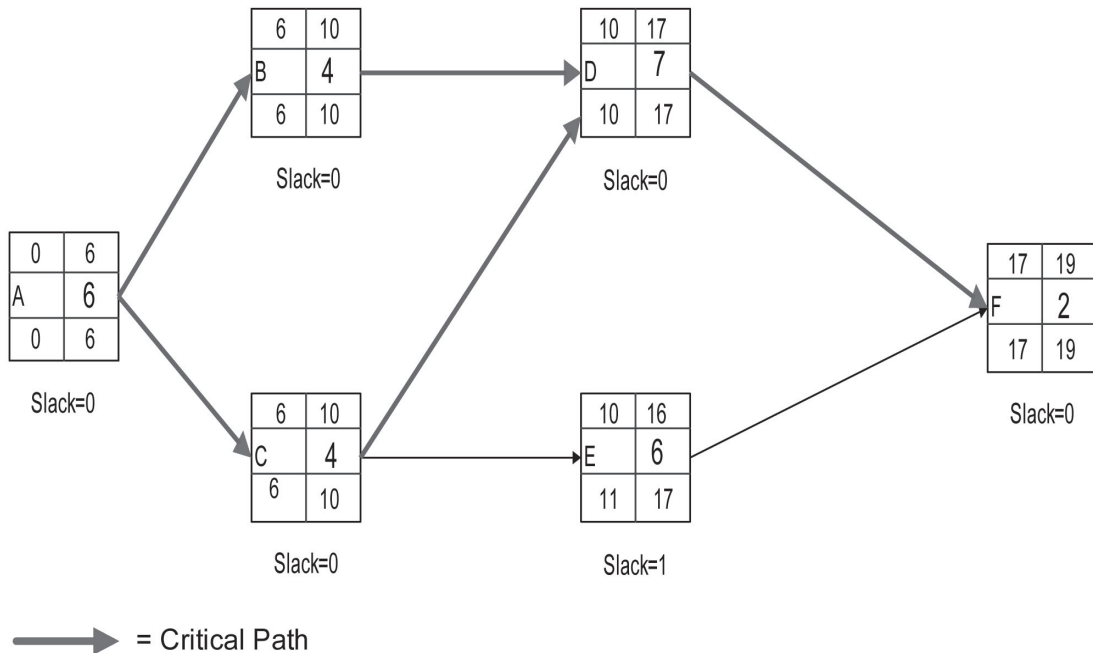 6 10
B 4
6 10
Slack=0
10 17
D 7
10 17
Slack=0
0 6
A 6
0 6
Slack=0
17 19
F 2
17 19
Slack=0
6 10
C 4
6 10
Slack=0
10 16
E 6
11 17
Slack=1
= Critical Path